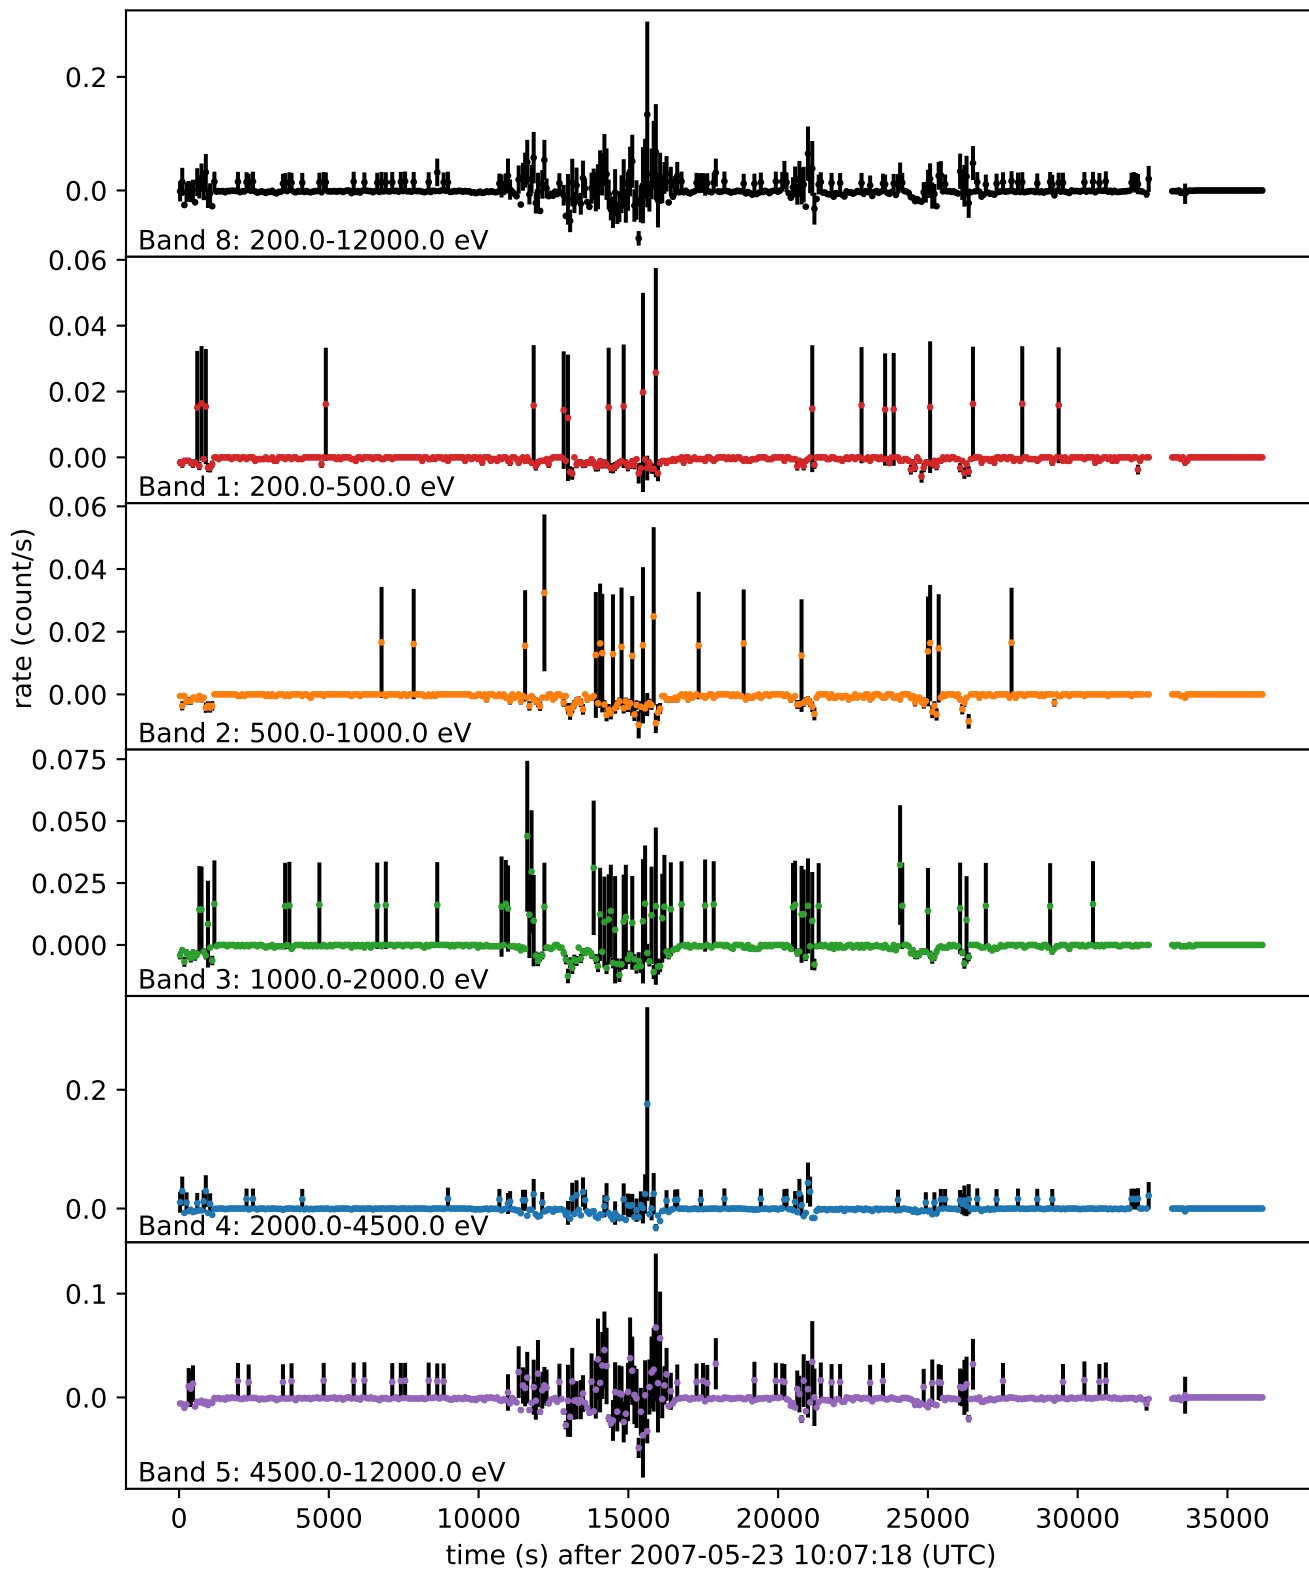 0.2
0.0
Band 8: 200.0-12000.0 eV
0.06
0.04
0.02
0.00
Band 1: 200.0-500.0 eV
0.06
0.04
0.02
0.00
Band 2: 500.0-1000.0 eV
rate (count/s)
0.075
0.050
0.025
0.000
Band 3: 1000.0-2000.0 eV
0.2
0.0
Band 4: 2000.0-4500.0 eV
0.1
0.0
Band 5: 4500.0-12000.0 eV
0 5000 10000 15000 20000 25000 30000 35000
time (s) after 2007-05-23 10:07:18 (UTC)